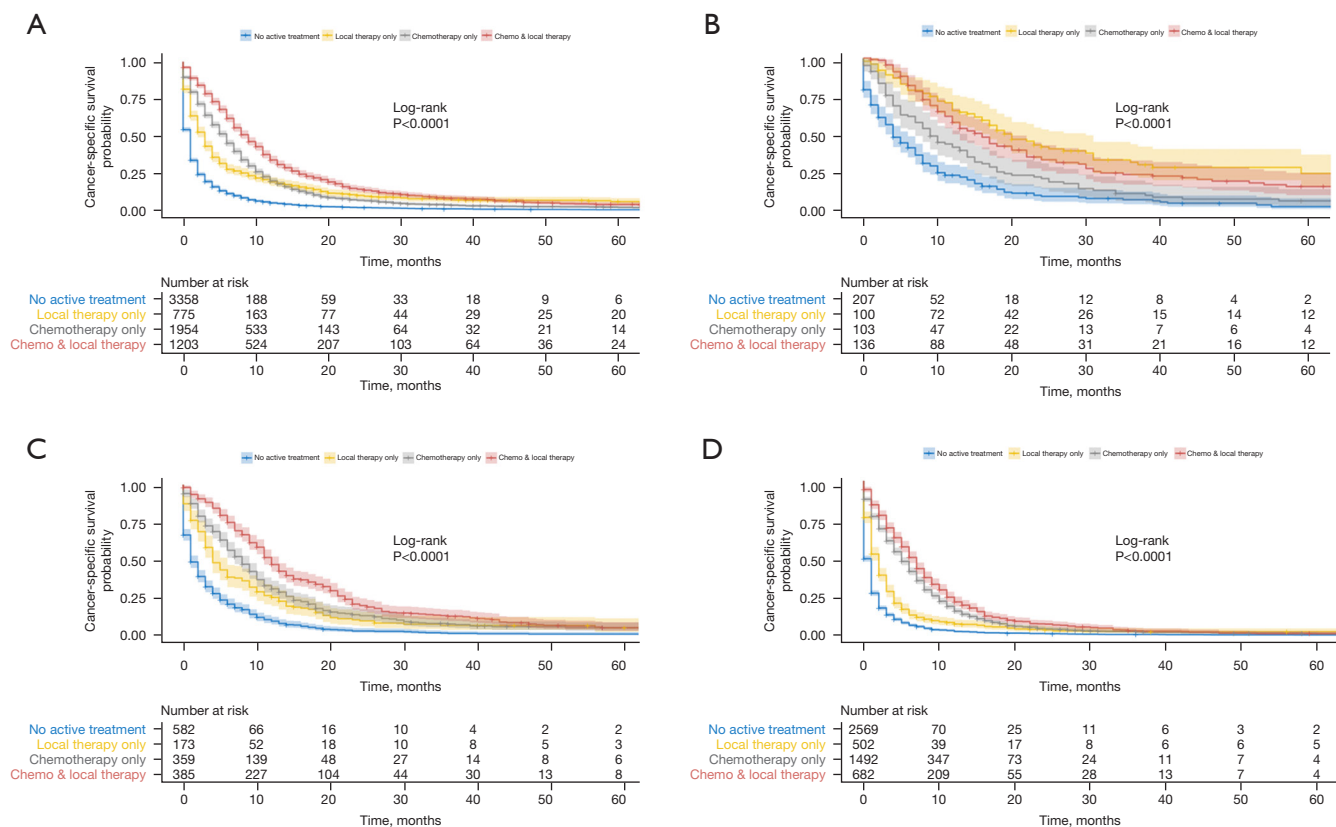 A
No active treatment Local therapy only Chemotherapy only Chemo & local therapy
Cancer-specific survival
probability
1.00
0.75
0.50
0.25
0.00
Log-rank
P<0.0001
0 10 20 30 40 50 60
Time, months
Number at risk
No active treatment 3358 188 59 33 18 9 6
Local therapy only 775 163 77 44 29 25 20
Chemotherapy only 1954 533 143 64 32 21 14
Chemo & local therapy 1203 524 207 103 64 36 24
0 10 20 30 40 50 60
Time, months
B
No active treatment Local therapy only Chemotherapy only Chemo & local therapy
Cancer-specific survival
probability
1.00
0.75
0.50
0.25
0.00
Log-rank
P<0.0001
0 10 20 30 40 50 60
Time, months
Number at risk
No active treatment 207 52 18 12 8 4 2
Local therapy only 100 72 42 26 15 14 12
Chemotherapy only 103 47 22 13 7 6 4
Chemo & local therapy 136 88 48 31 21 16 12
0 10 20 30 40 50 60
Time, months
C
No active treatment Local therapy only Chemotherapy only Chemo & local therapy
Cancer-specific survival
probability
1.00
0.75
0.50
0.25
0.00
Log-rank
P<0.0001
0 10 20 30 40 50 60
Time, months
Number at risk
No active treatment 582 66 16 10 4 2 2
Local therapy only 173 52 18 10 8 5 3
Chemotherapy only 359 139 48 27 14 8 6
Chemo & local therapy 385 227 104 44 30 13 8
0 10 20 30 40 50 60
Time, months
D
No active treatment Local therapy only Chemotherapy only Chemo & local therapy
Cancer-specific survival
probability
1.00
0.75
0.50
0.25
0.00
Log-rank
P<0.0001
0 10 20 30 40 50 60
Time, months
Number at risk
No active treatment 2569 70 25 11 6 3 2
Local therapy only 502 39 17 8 6 6 5
Chemotherapy only 1492 347 73 24 11 7 4
Chemo & local therapy 682 209 55 28 13 7 4
0 10 20 30 40 50 60
Time, months